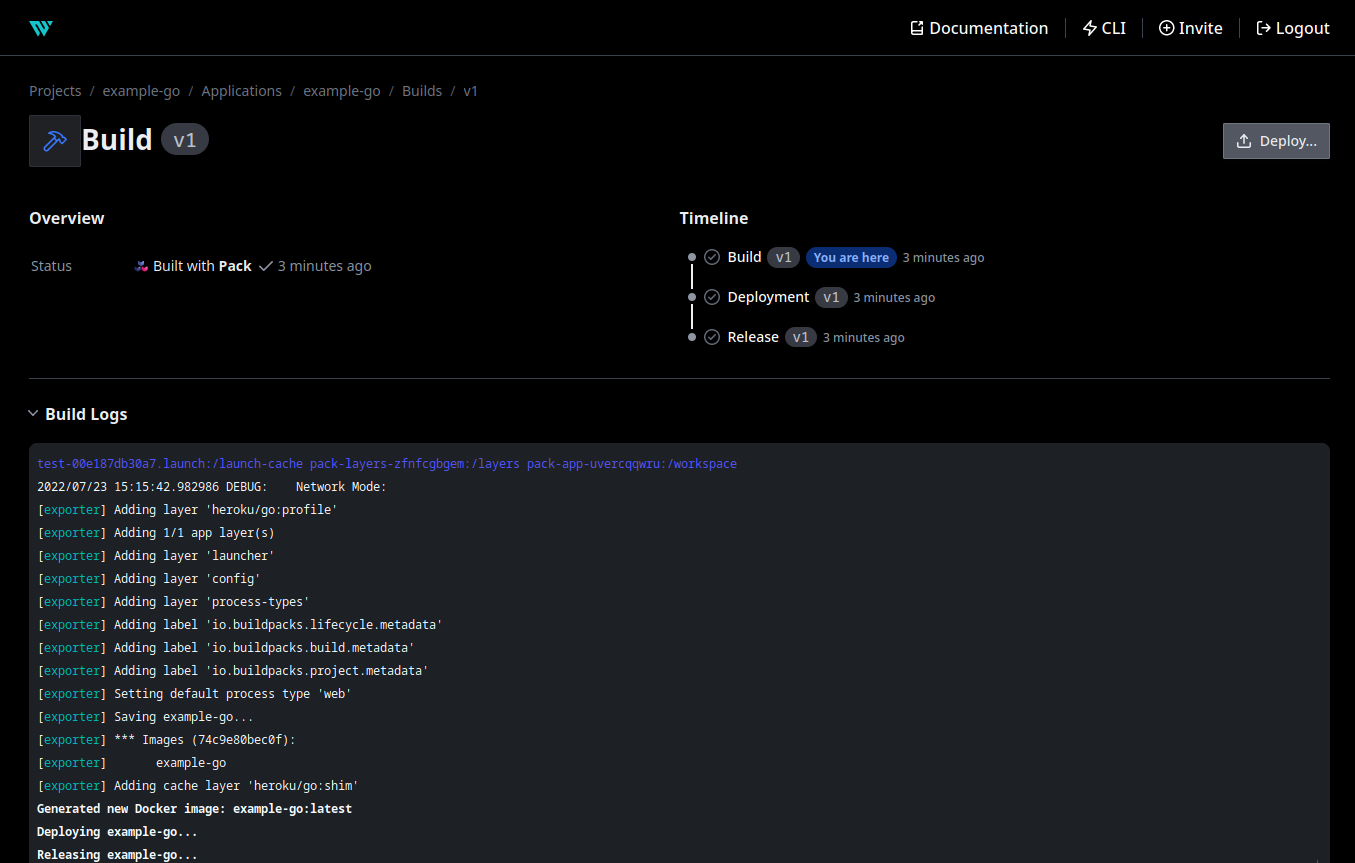 Documentation CLI Invite Logout
Projects / example-go / Applications / example-go / Builds / v1
Build v1
Deploy...
Overview
Status Built with Pack 3 minutes ago
Timeline
Build v1 You are here 3 minutes ago
Deployment v1 3 minutes ago
Release v1 3 minutes ago
Build Logs
test-00e187db30a7.launch:/launch-cache pack-layers-zfnfcgbgem:/layers pack-app-uvercqqwru:/workspace
2022/07/23 15:15:42.982986 DEBUG:    Network Mode:
[exporter] Adding layer 'heroku/go:profile'
[exporter] Adding 1/1 app layer(s)
[exporter] Adding layer 'launcher'
[exporter] Adding layer 'config'
[exporter] Adding layer 'process-types'
[exporter] Adding label 'io.buildpacks.lifecycle.metadata'
[exporter] Adding label 'io.buildpacks.build.metadata'
[exporter] Adding label 'io.buildpacks.project.metadata'
[exporter] Setting default process type 'web'
[exporter] Saving example-go...
[exporter] *** Images (74c9e80bec0f):
[exporter]       example-go
[exporter] Adding cache layer 'heroku/go:shim'
Generated new Docker image: example-go:latest
Deploying example-go...
Releasing example-go...